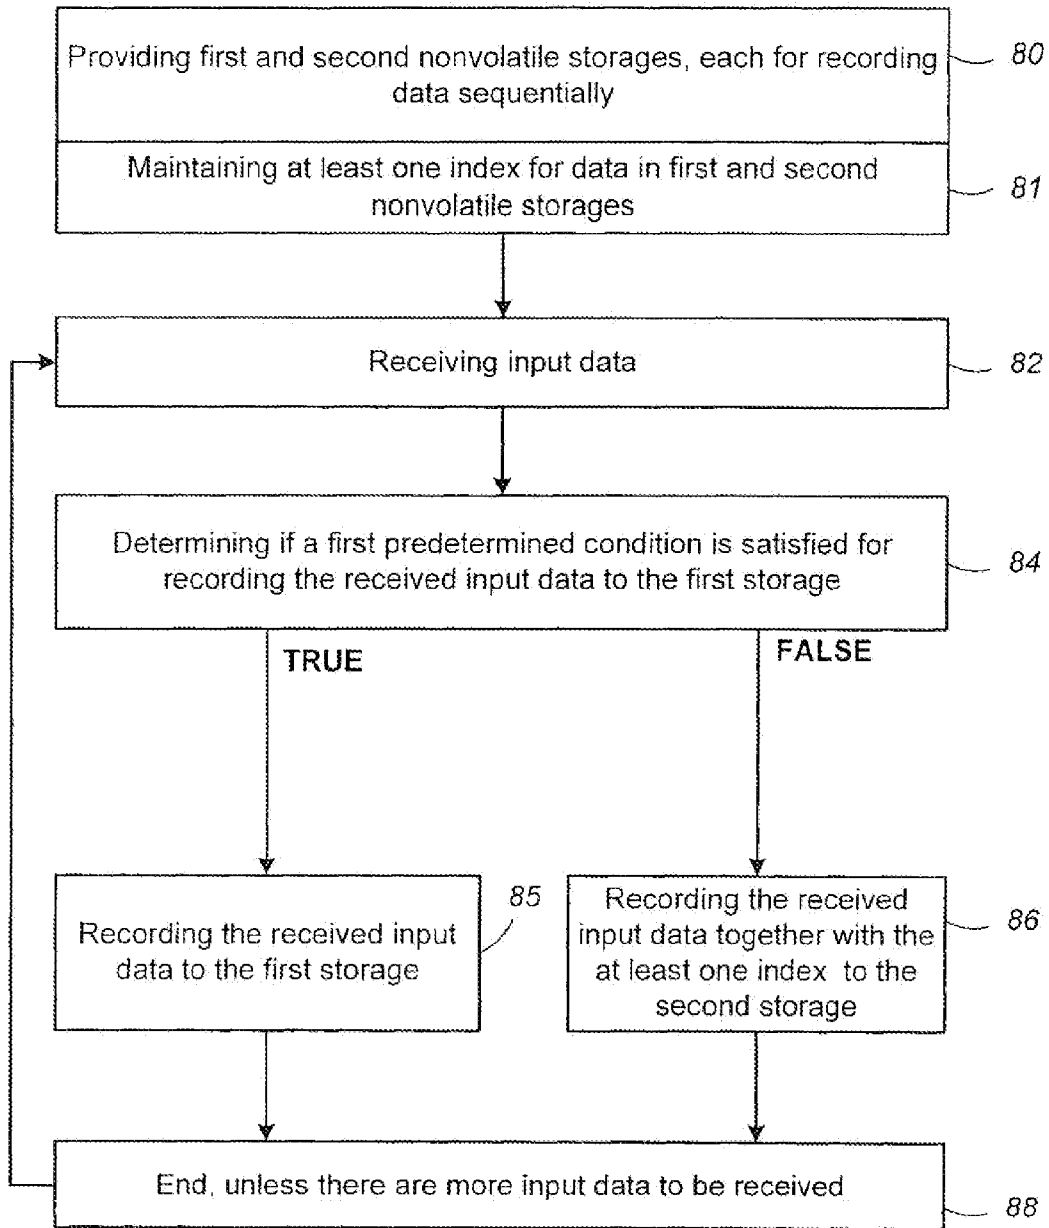 Providing first and second nonvolatile storages, each for recording
data sequentially
80
Maintaining at least one index for data in first and second
nonvolatile storages
81
Receiving input data
82
Determining if a first predetermined condition is satisfied for
recording the received input data to the first storage
84
TRUE
FALSE
Recording the received input
data to the first storage
85
Recording the received
input data together with the
at least one index to the
second storage
86
End, unless there are more input data to be received
88